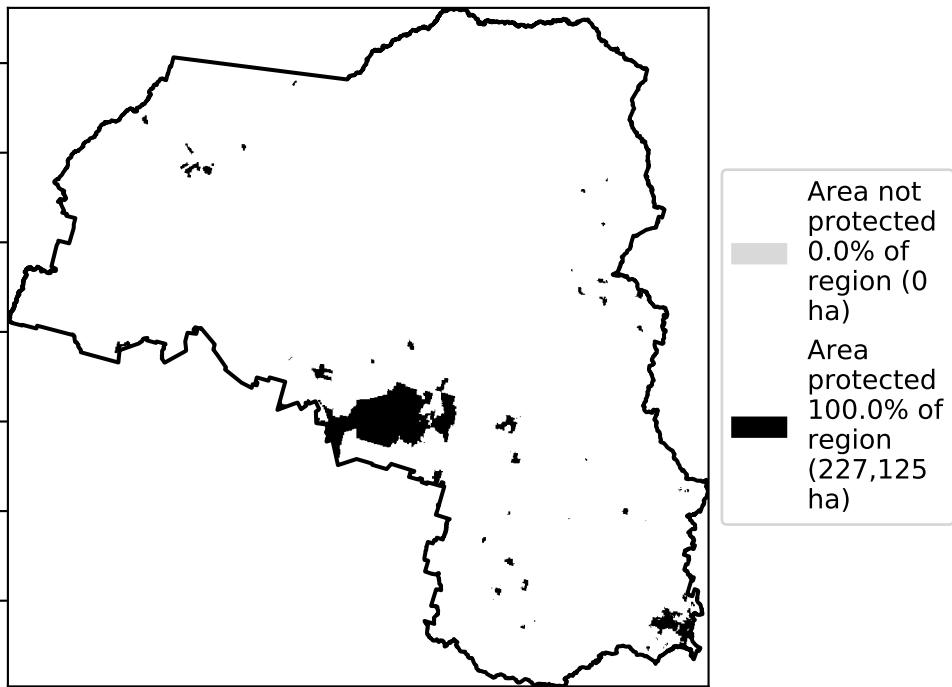 Area not
protected
0.0% of
region (0
ha)
Area
protected
100.0% of
region
(227,125
ha)